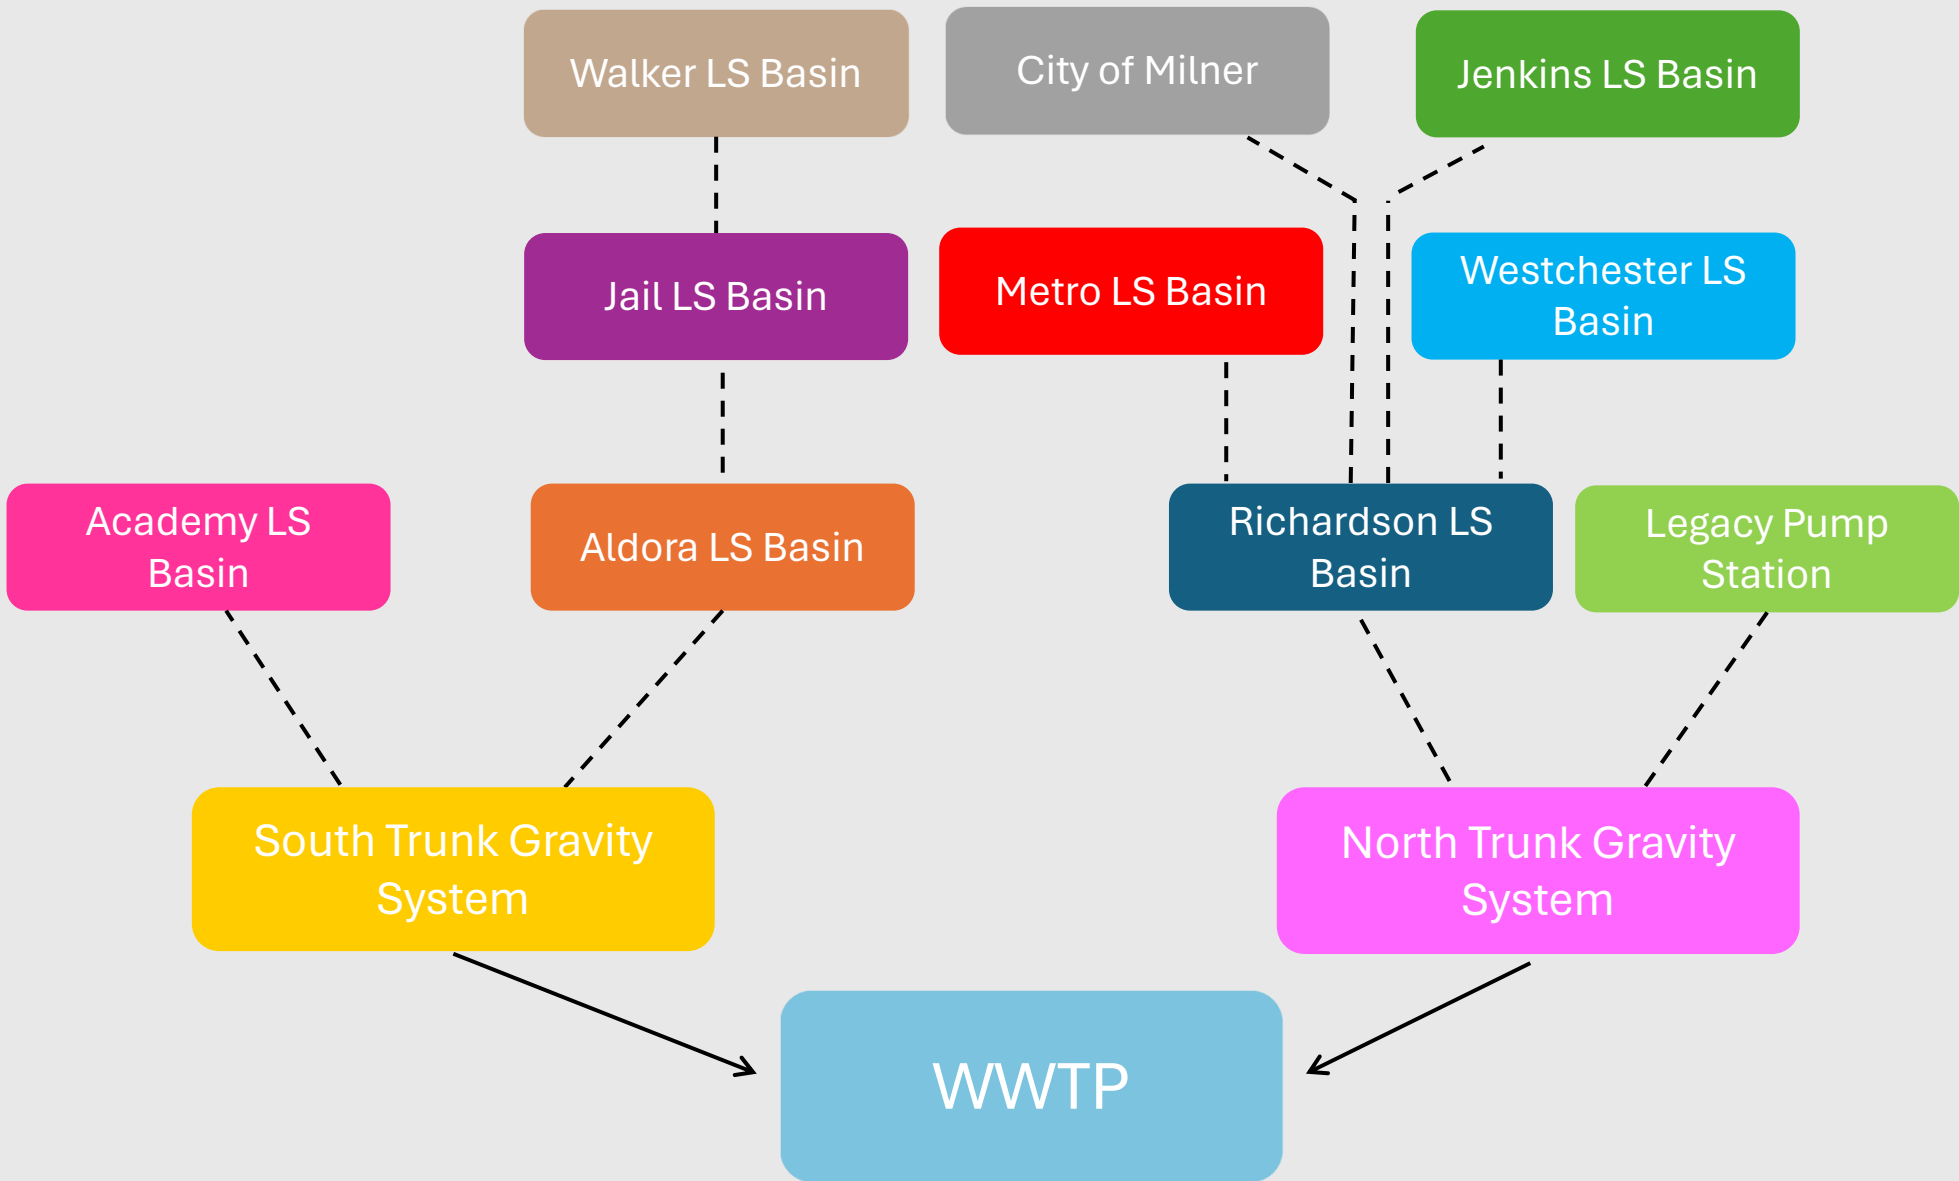 Walker LS Basin
City of Milner
Jenkins LS Basin
Jail LS Basin
Metro LS Basin
Westchester LS
Basin
Academy LS
Basin
Aldora LS Basin
Richardson LS
Basin
Legacy Pump
Station
South Trunk Gravity
System
North Trunk Gravity
System
WWTP